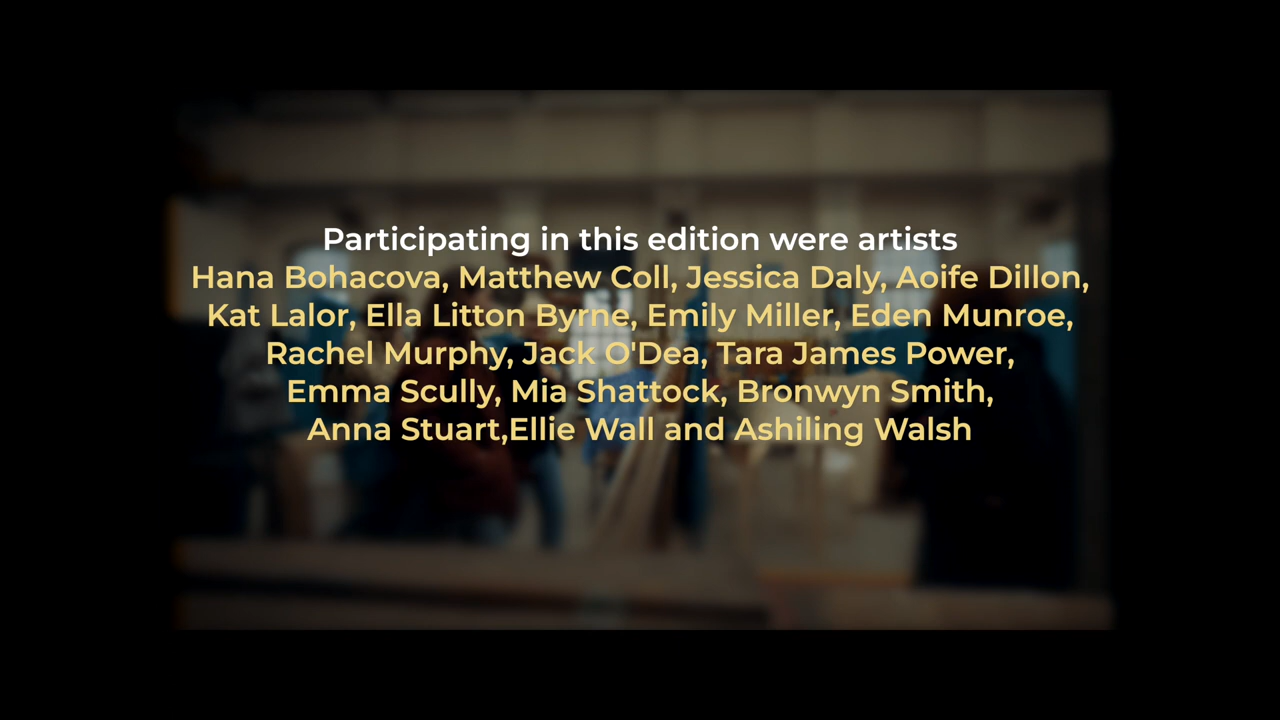 Participating in this edition were artists
Hana Bohacova, Matthew Coll, Jessica Daly, Aoife Dillon,
Kat Lalor, Ella Litton Byrne, Emily Miller, Eden Munroe,
Rachel Murphy, Jack O'Dea, Tara James Power,
Emma Scully, Mia Shattock, Bronwyn Smith,
Anna Stuart,Ellie Wall and Ashiling Walsh